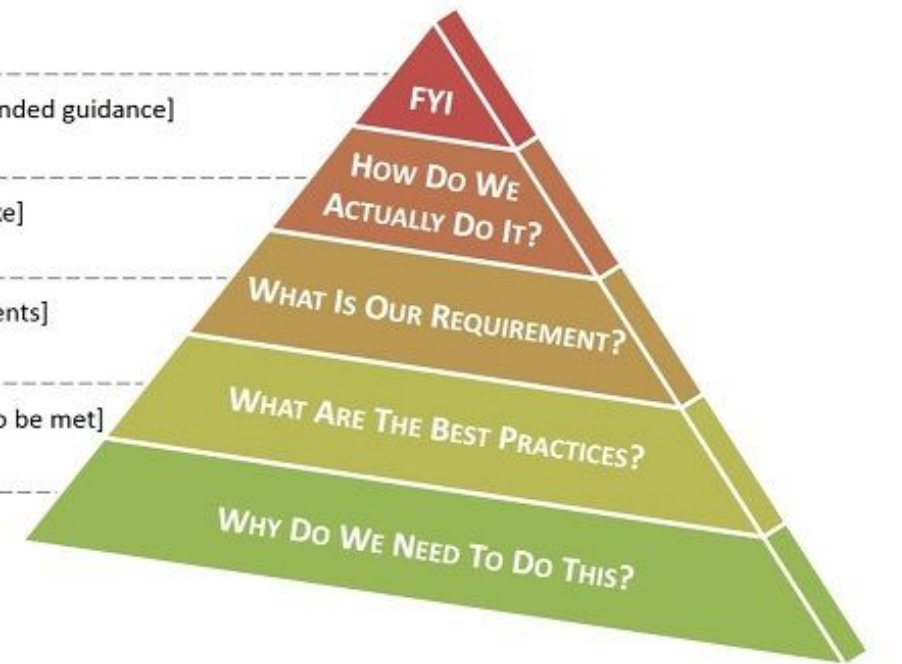 FYI
nded guidance]
HOW DO WE
ACTUALLY DO IT?
e]
WHAT IS OUR REQUIREMENT?
ents]
WHAT ARE THE BEST PRACTICES?
o be met]
WHY DO WE NEED TO DO THIS?